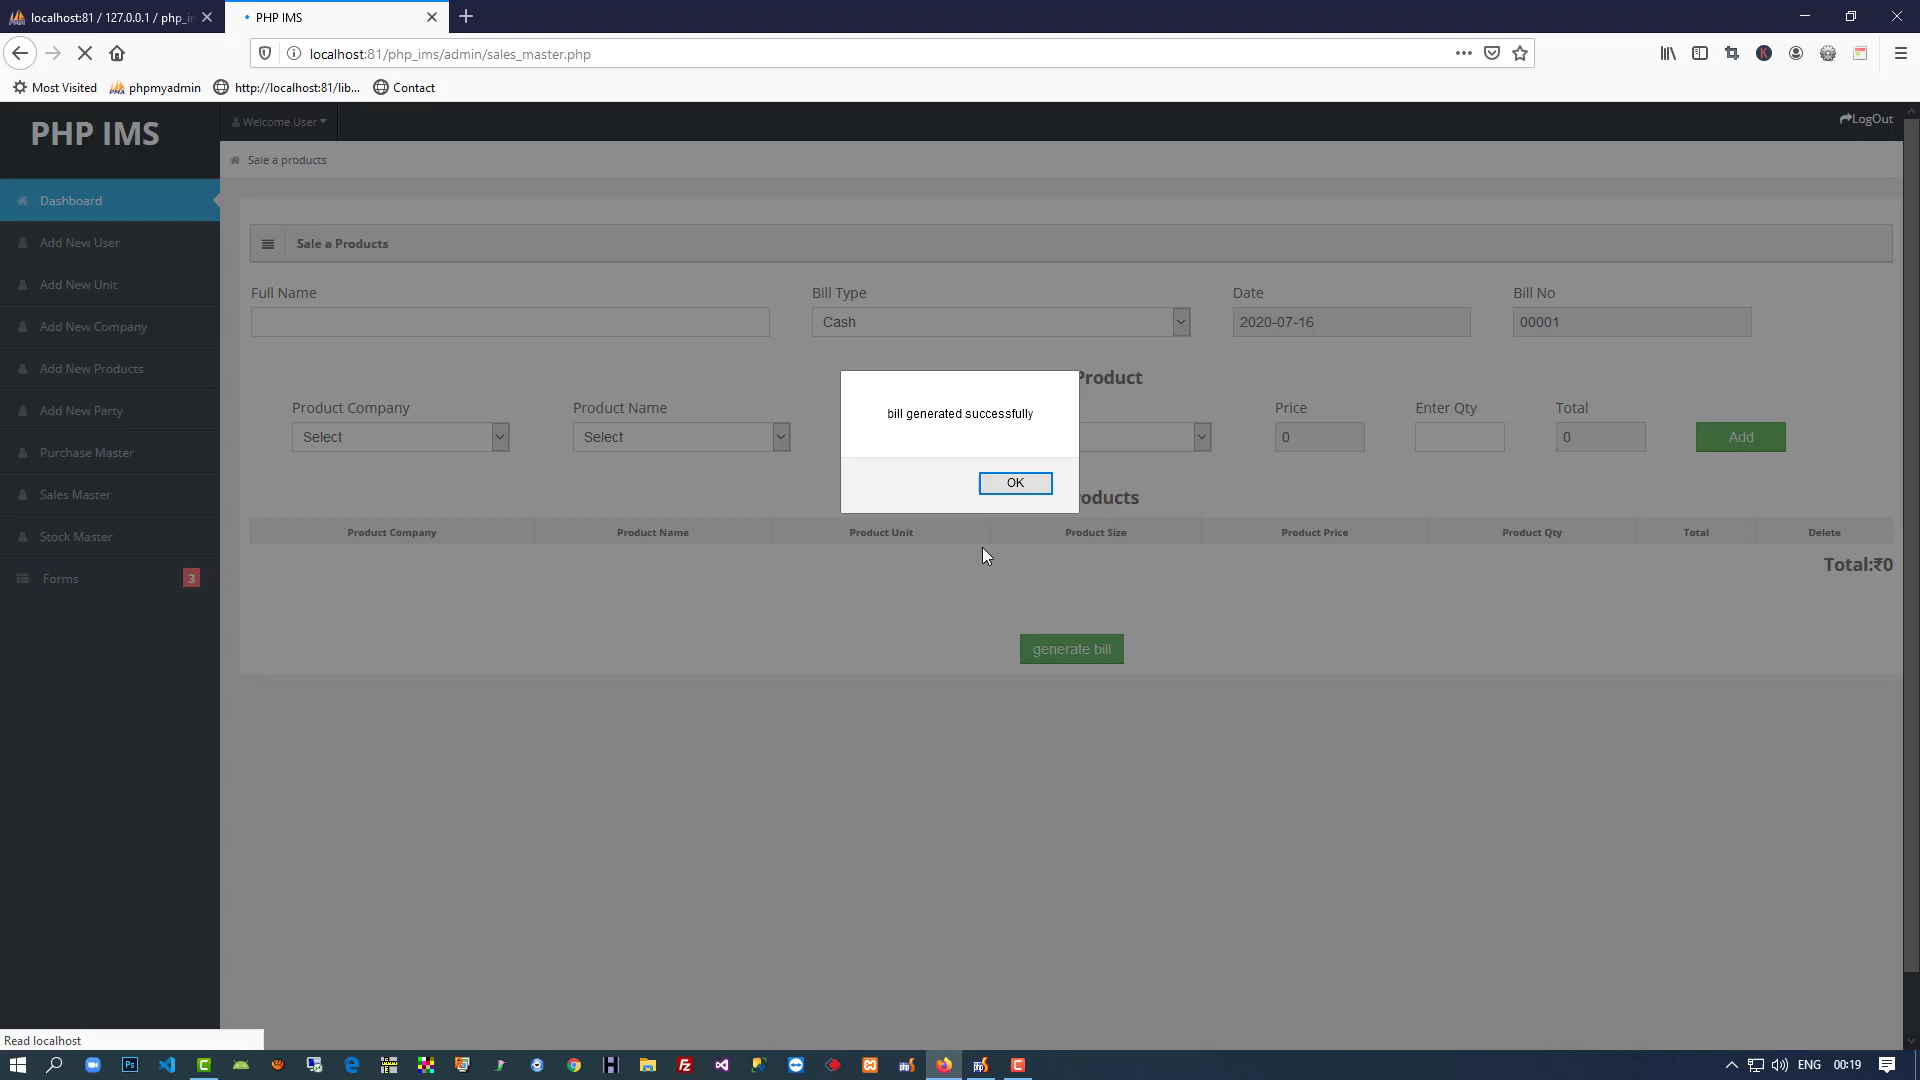 localhost:81 / 127.0.0.1 / php_i
PHP IMS
localhost:81/php_ims/admin/sales_master.php
Most Visited
phpmyadmin
http://localhost:81/lib...
Contact
PHP IMS
Welcome User
LogOut
Sale a products
Dashboard
Add New User
Add New Unit
Add New Company
Add New Products
Add New Party
Purchase Master
Sales Master
Stock Master
Forms 3
Sale a Products
Full Name Bill Type Date Bill No
Cash 2020-07-16 00001
Product
Product Company Product Name Price Enter Qty Total
Select Select 0 0 Add
bill generated successfully
OK
oducts
Product Company Product Name Product Unit Product Size Product Price Product Qty Total Delete
Total:₹0
generate bill
Read localhost
ENG 00:19